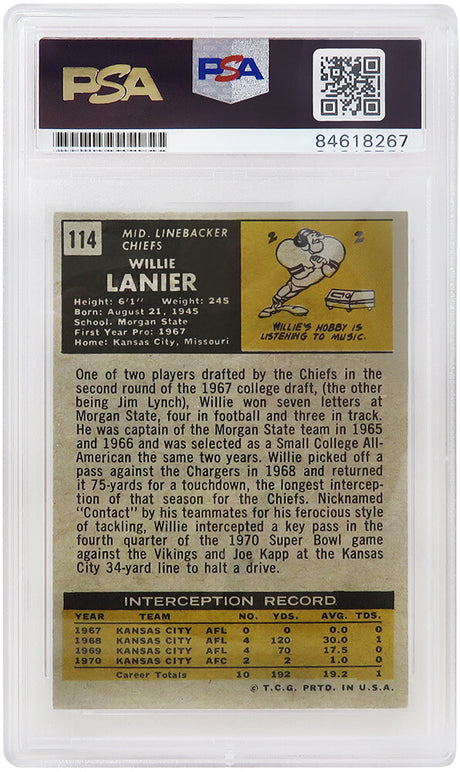 PSA
PSA
84618267
114
MID. LINEBACKER
CHIEFS
WILLIE
LANIER
Height: 6'1" Weight: 245
Born: August 21, 1945
School: Morgan State
First Year Pro: 1967
Home: Kansas City, Missouri
2 2
WILLIE'S HOBBY IS
LISTENING TO MUSIC.
One of two players drafted by the Chiefs in
the second round of the 1967 college draft, (the other
being Jim Lynch), Willie won seven letters at
Morgan State, four in football and three in track.
He was captain of the Morgan State team in 1965
and 1966 and was selected as a Small College All-
American the same two years. Willie picked off a
pass against the Chargers in 1968 and returned
it 75-yards for a touchdown, the longest intercep-
tion of that season for the Chiefs. Nicknamed
"Contact" by his teammates for his ferocious style
of tackling, Willie intercepted a key pass in the
fourth quarter of the 1970 Super Bowl game
against the Vikings and Joe Kapp at the Kansas
City 34-yard line to halt a drive.
INTERCEPTION RECORD
YEAR TEAM NO. YDS. AVG. TDS.
1967 KANSAS CITY AFL 0 0 0.0 0
1968 KANSAS CITY AFL 4 120 30.0 1
1969 KANSAS CITY AFL 4 70 17.5 0
1970 KANSAS CITY AFC 2 2 1.0 0
Career Totals 10 192 19.2 1
© T.C.G. PRTD. IN U.S.A.